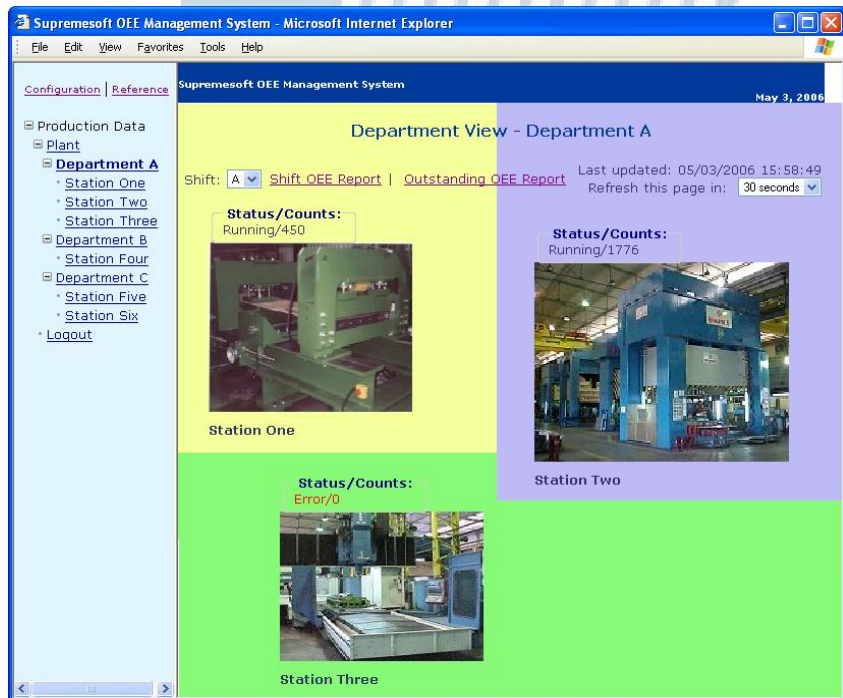 Supremesoft OEE Management System - Microsoft Internet Explorer
File Edit View Favorites Tools Help
Configuration | Reference
Supremesoft OEE Management System
May 3, 2006
Production Data
Plant
Department A
Station One
Station Two
Station Three
Department B
Station Four
Department C
Station Five
Station Six
Logout
Department View - Department A
Shift: A Shift OEE Report | Outstanding OEE Report
Last updated: 05/03/2006 15:58:49
Refresh this page in: 30 seconds
Status/Counts:
Running/450
Station One
Status/Counts:
Running/1776
Station Two
Status/Counts:
Error/0
Station Three